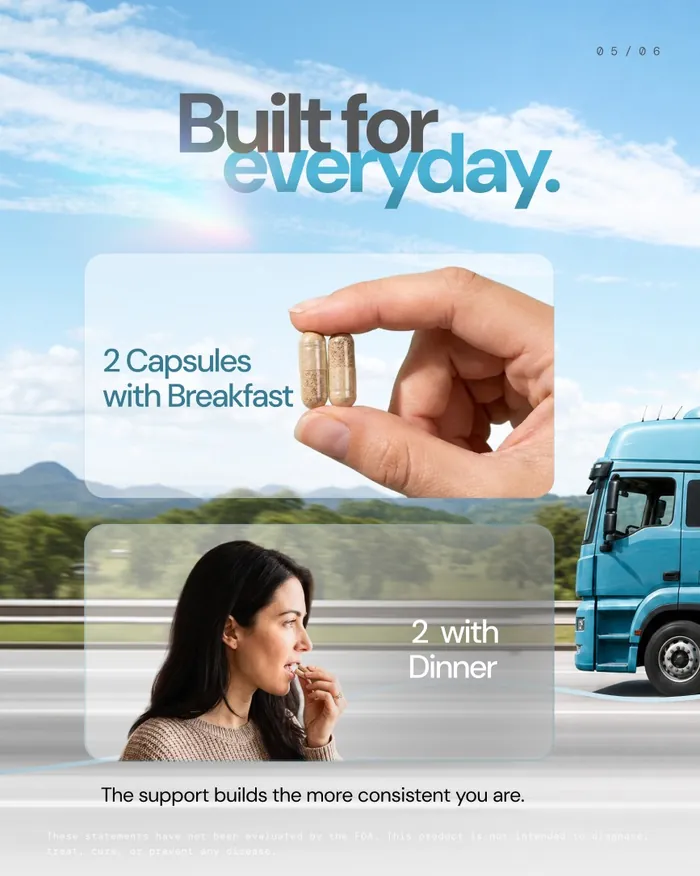 05/06
Built for
everyday.
2 Capsules
with Breakfast
2 with
Dinner
The support builds the more consistent you are.
These statements have not been evaluated by the FDA. This product is not intended to diagnose,
treat, cure, or prevent any disease.